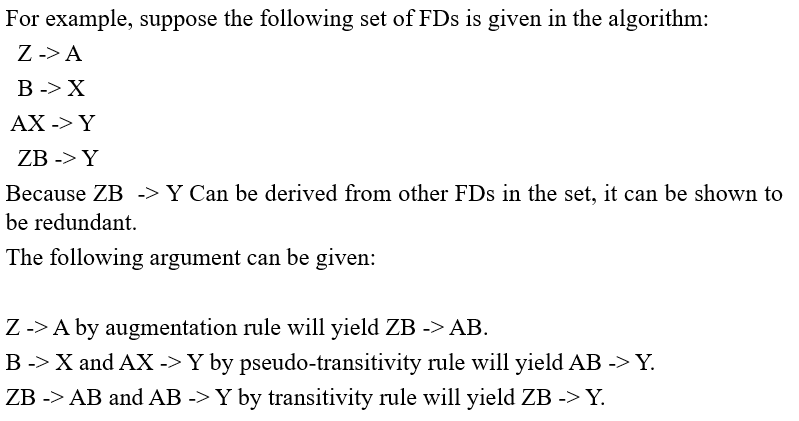 For example, suppose the following set of FDs is given in the algorithm:
Z -> A
B -> X
AX -> Y
ZB -> Y
Because ZB -> Y Can be derived from other FDs in the set, it can be shown to
be redundant.
The following argument can be given:
Z -> A by augmentation rule will yield ZB -> AB.
B -> X and AX -> Y by pseudo-transitivity rule will yield AB -> Y.
ZB -> AB and AB -> Y by transitivity rule will yield ZB -> Y.